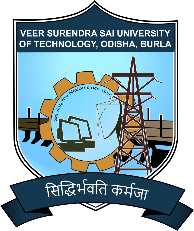 VEER SURENDRA SAI UNIVERSITY
OF TECHNOLOGY, ODISHA, BURLA
सिद्धिर्भवति कर्मजा